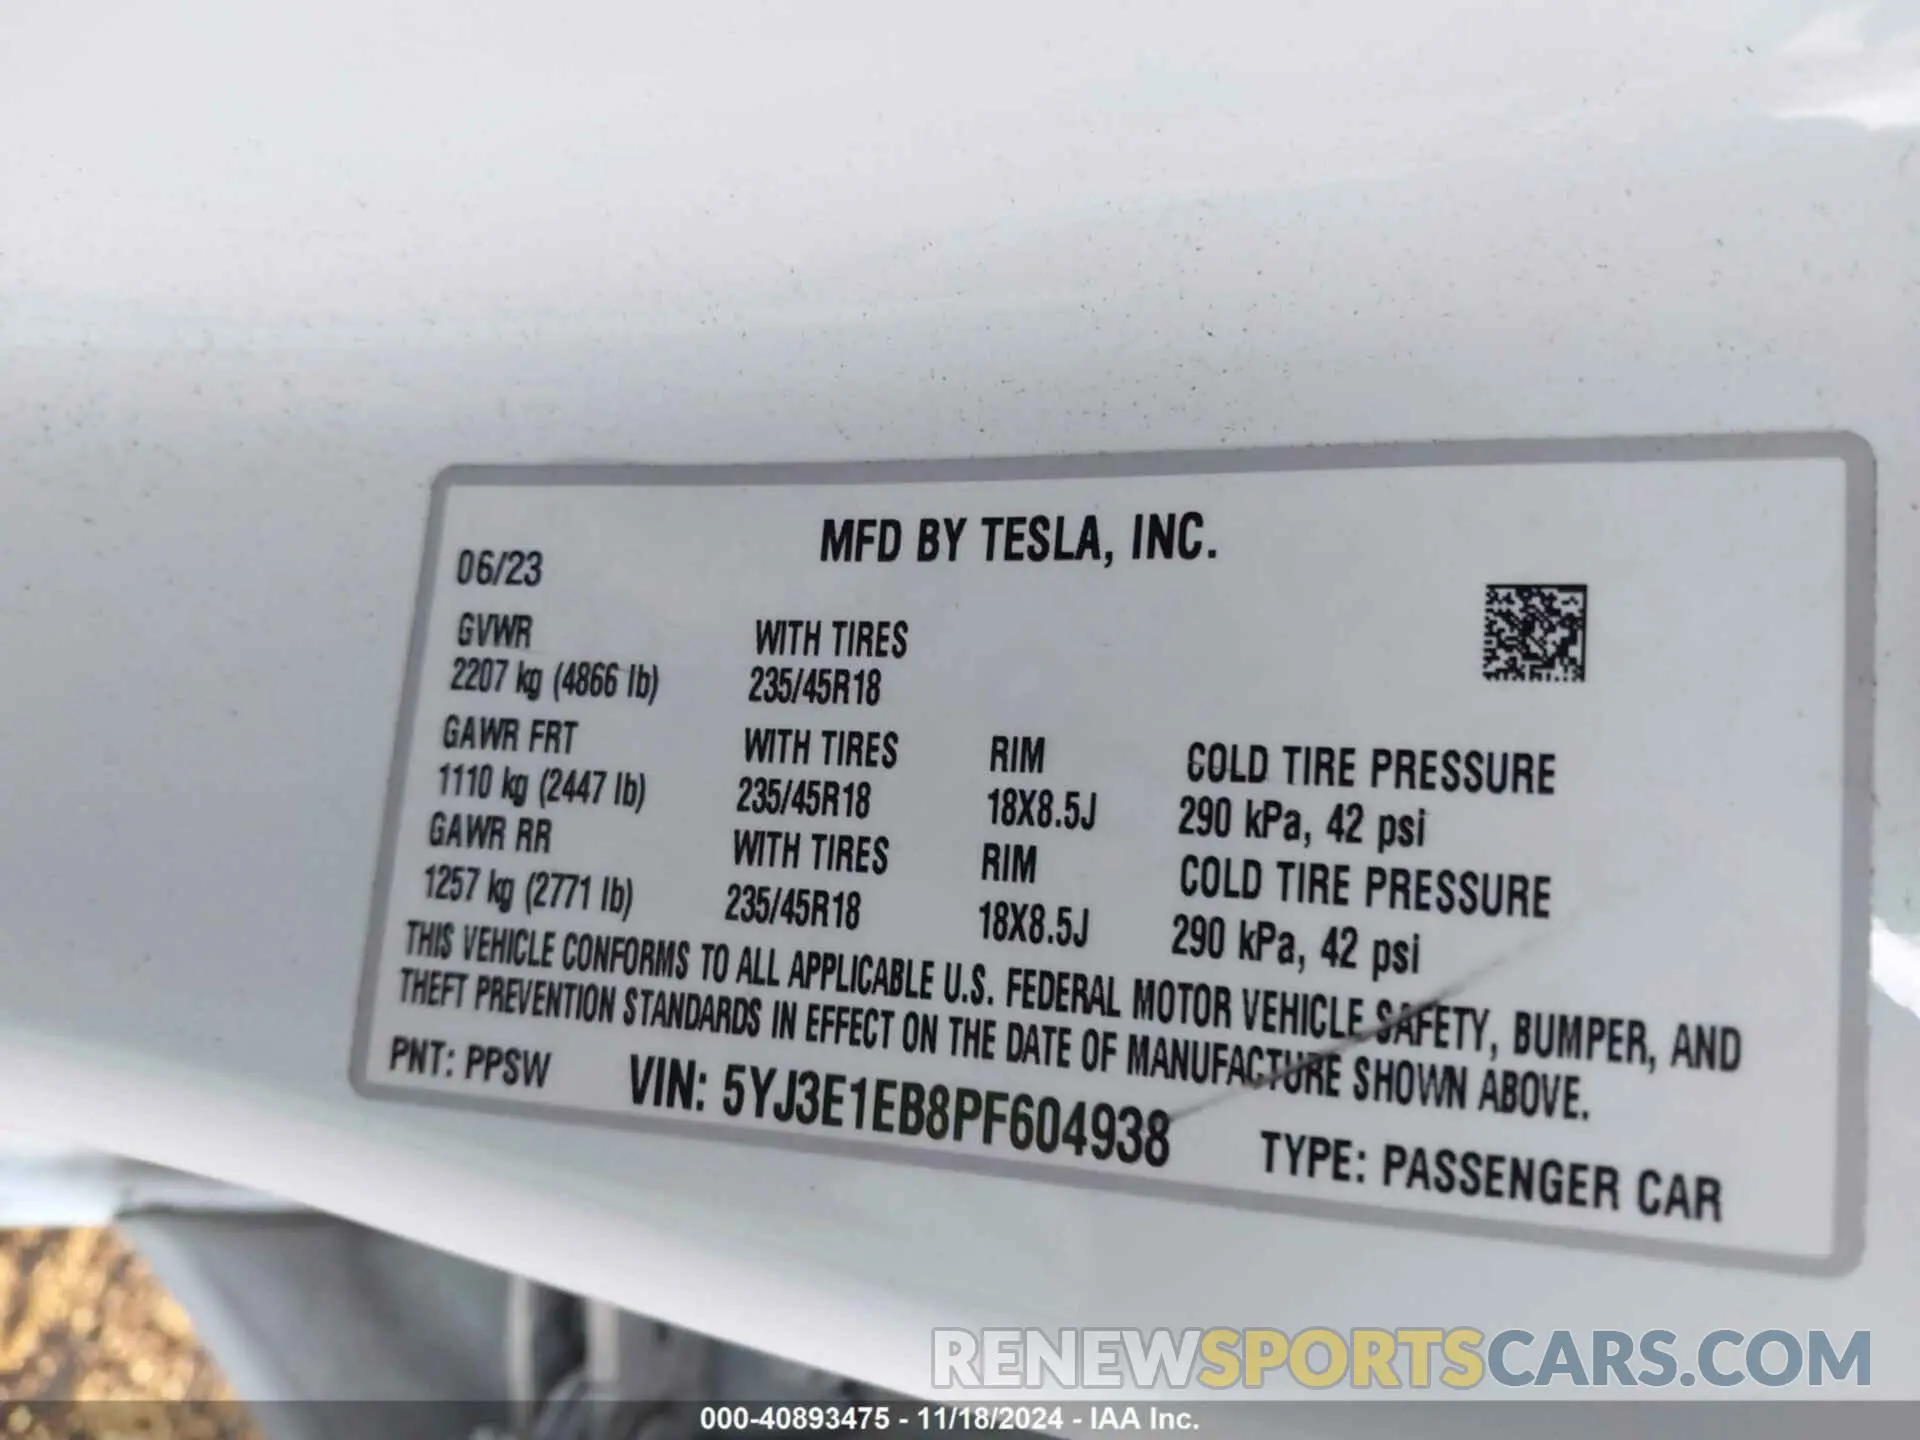 MFD BY TESLA, INC.
06/23
GVWR WITH TIRES
2207 kg (4866 lb) 235/45R18
GAWR FRT WITH TIRES RIM COLD TIRE PRESSURE
1110 kg (2447 lb) 235/45R18 18X8.5J 290 kPa, 42 psi
GAWR RR WITH TIRES RIM COLD TIRE PRESSURE
1257 kg (2771 lb) 235/45R18 18X8.5J 290 kPa, 42 psi
THIS VEHICLE CONFORMS TO ALL APPLICABLE U.S. FEDERAL MOTOR VEHICLE SAFETY, BUMPER, AND
THEFT PREVENTION STANDARDS IN EFFECT ON THE DATE OF MANUFACTURE SHOWN ABOVE.
PNT: PPSW VIN: 5YJ3E1EB8PF604938 TYPE: PASSENGER CAR
RENEWSPORTSCARS.COM
000-40893475 - 11/18/2024 - IAA Inc.